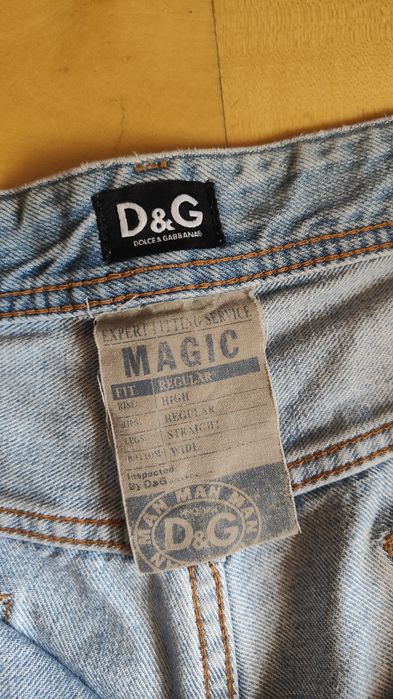 D&G
DOLCE & GABBANA
EXPERT FITTING SERVICE
MAGIC
FIT REGULAR
RISE: HIGH
HIPS: REGULAR
LEGS: STRAIGHT
BOTTOM: WIDE
Inspected
By D&G
MAN MAN MAN
D&G